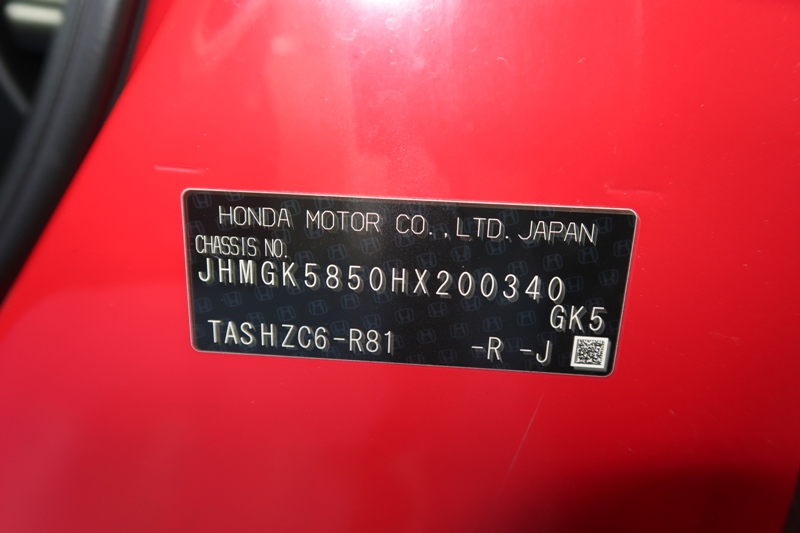 HONDA MOTOR CO.,LTD. JAPAN
CHASSIS NO.
JHMGK5850HX200340
GK5
TASHZC6-R81 -R -J